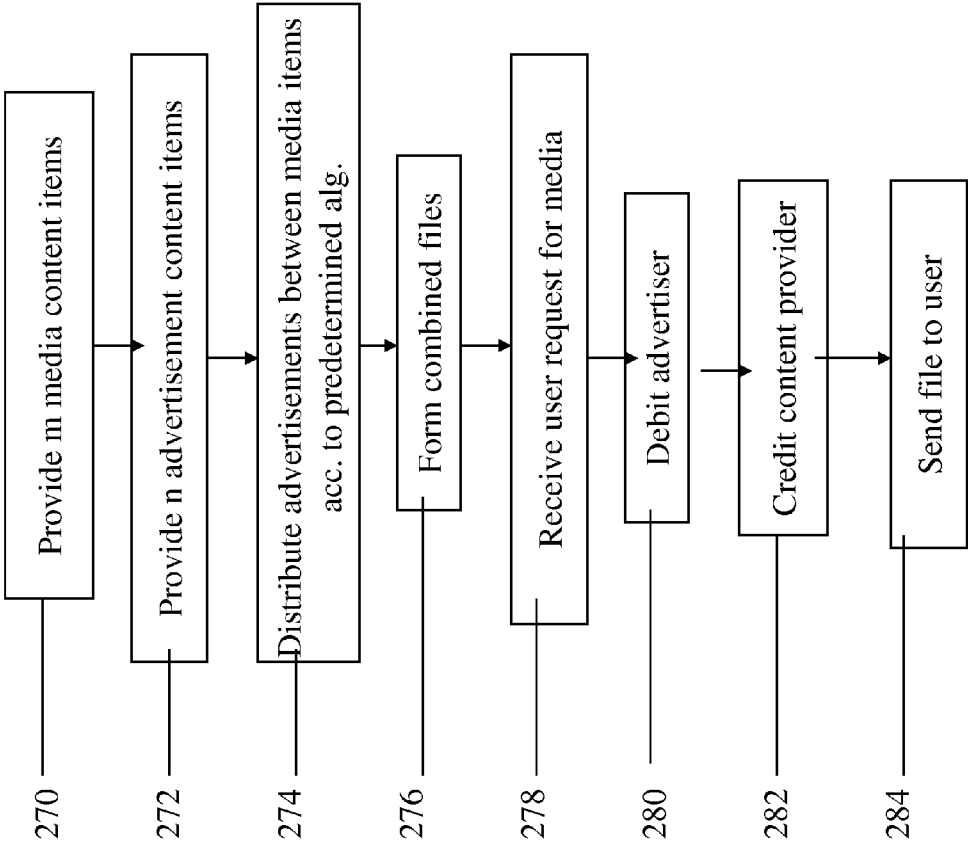 270
Provide m media content items
272
Provide n advertisement content items
274
Distribute advertisements between media items
acc. to predetermined alg.
276
Form combined files
278
Receive user request for media
280
Debit advertiser
282
Credit content provider
284
Send file to user